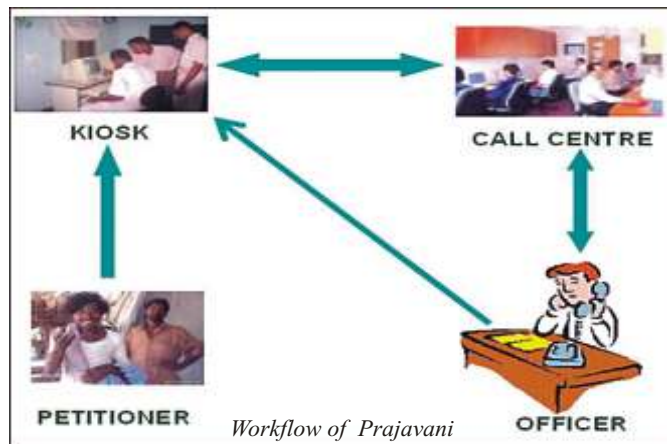 KIOSK
CALL CENTRE
PETITIONER
Workflow of Prajavani
OFFICER